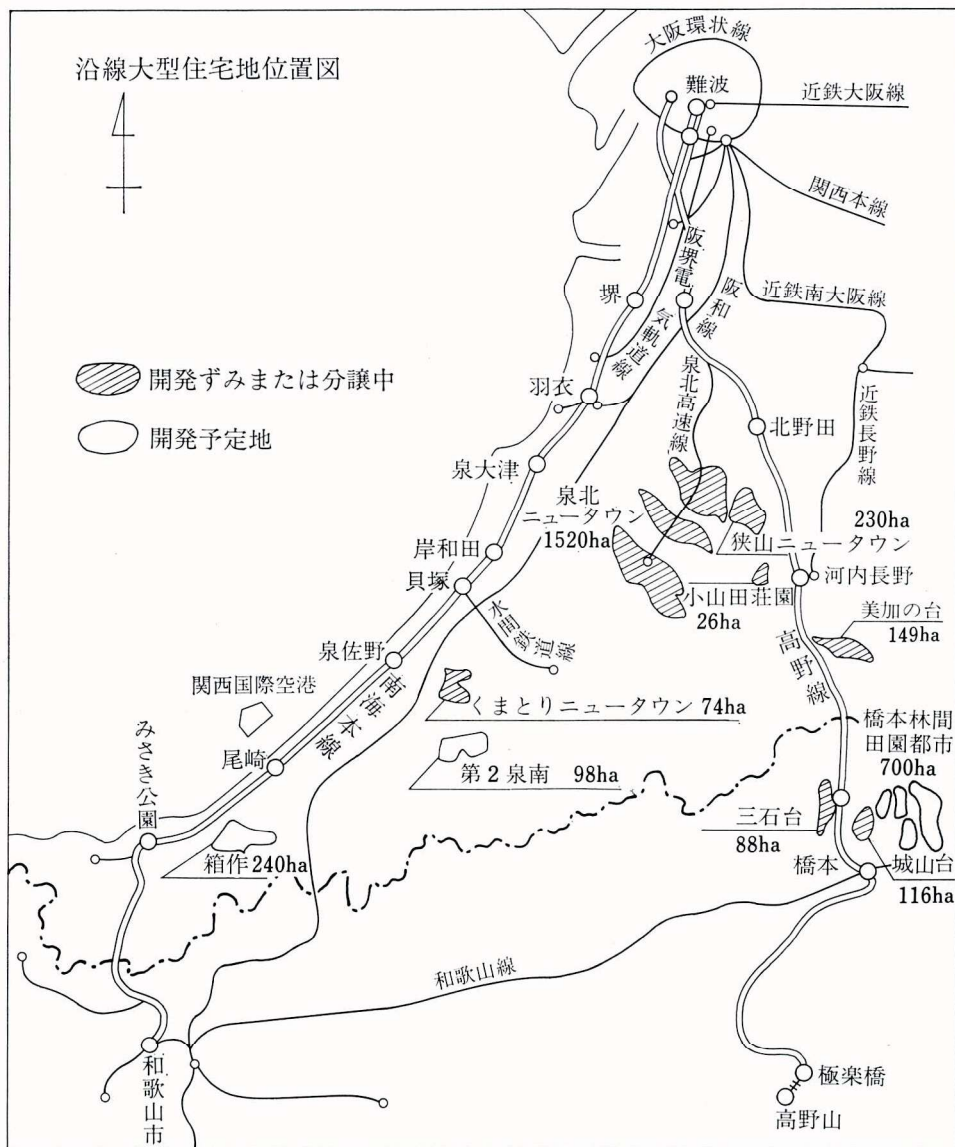 沿線大型住宅地位置図
大阪環状線
難波
近鉄大阪線
関西本線
近鉄南大阪線
阪堺電
気軌道線
阪和線
堺
泉北高速線
近鉄長野線
開発ずみまたは分譲中
開発予定地
羽衣
北野田
泉大津
泉北
ニュータウン
1520ha
230ha
狭山ニュータウン
岸和田
貝塚
河内長野
小山田荘園
26ha
水間鉄道線
美加の台
149ha
高野線
泉佐野
関西国際空港
南海本線
くまとりニュータウン 74ha
橋本林間
田園都市
700ha
みさき公園
尾崎
第2泉南 98ha
三石台
88ha
箱作240ha
橋本
城山台
116ha
和歌山線
和歌山市
極楽橋
高野山